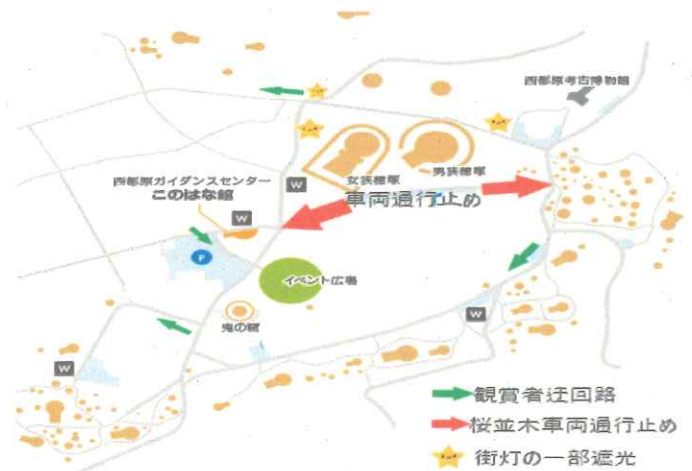 西都原考古博物館
女狭穂塚
男狭穂塚
西都原ガイダンスセンター
このはな館
W
W
車両通行止め
P
イベント広場
鬼の窟
W
W
観賞者迂回路
桜並木車両通行止め
街灯の一部遮光